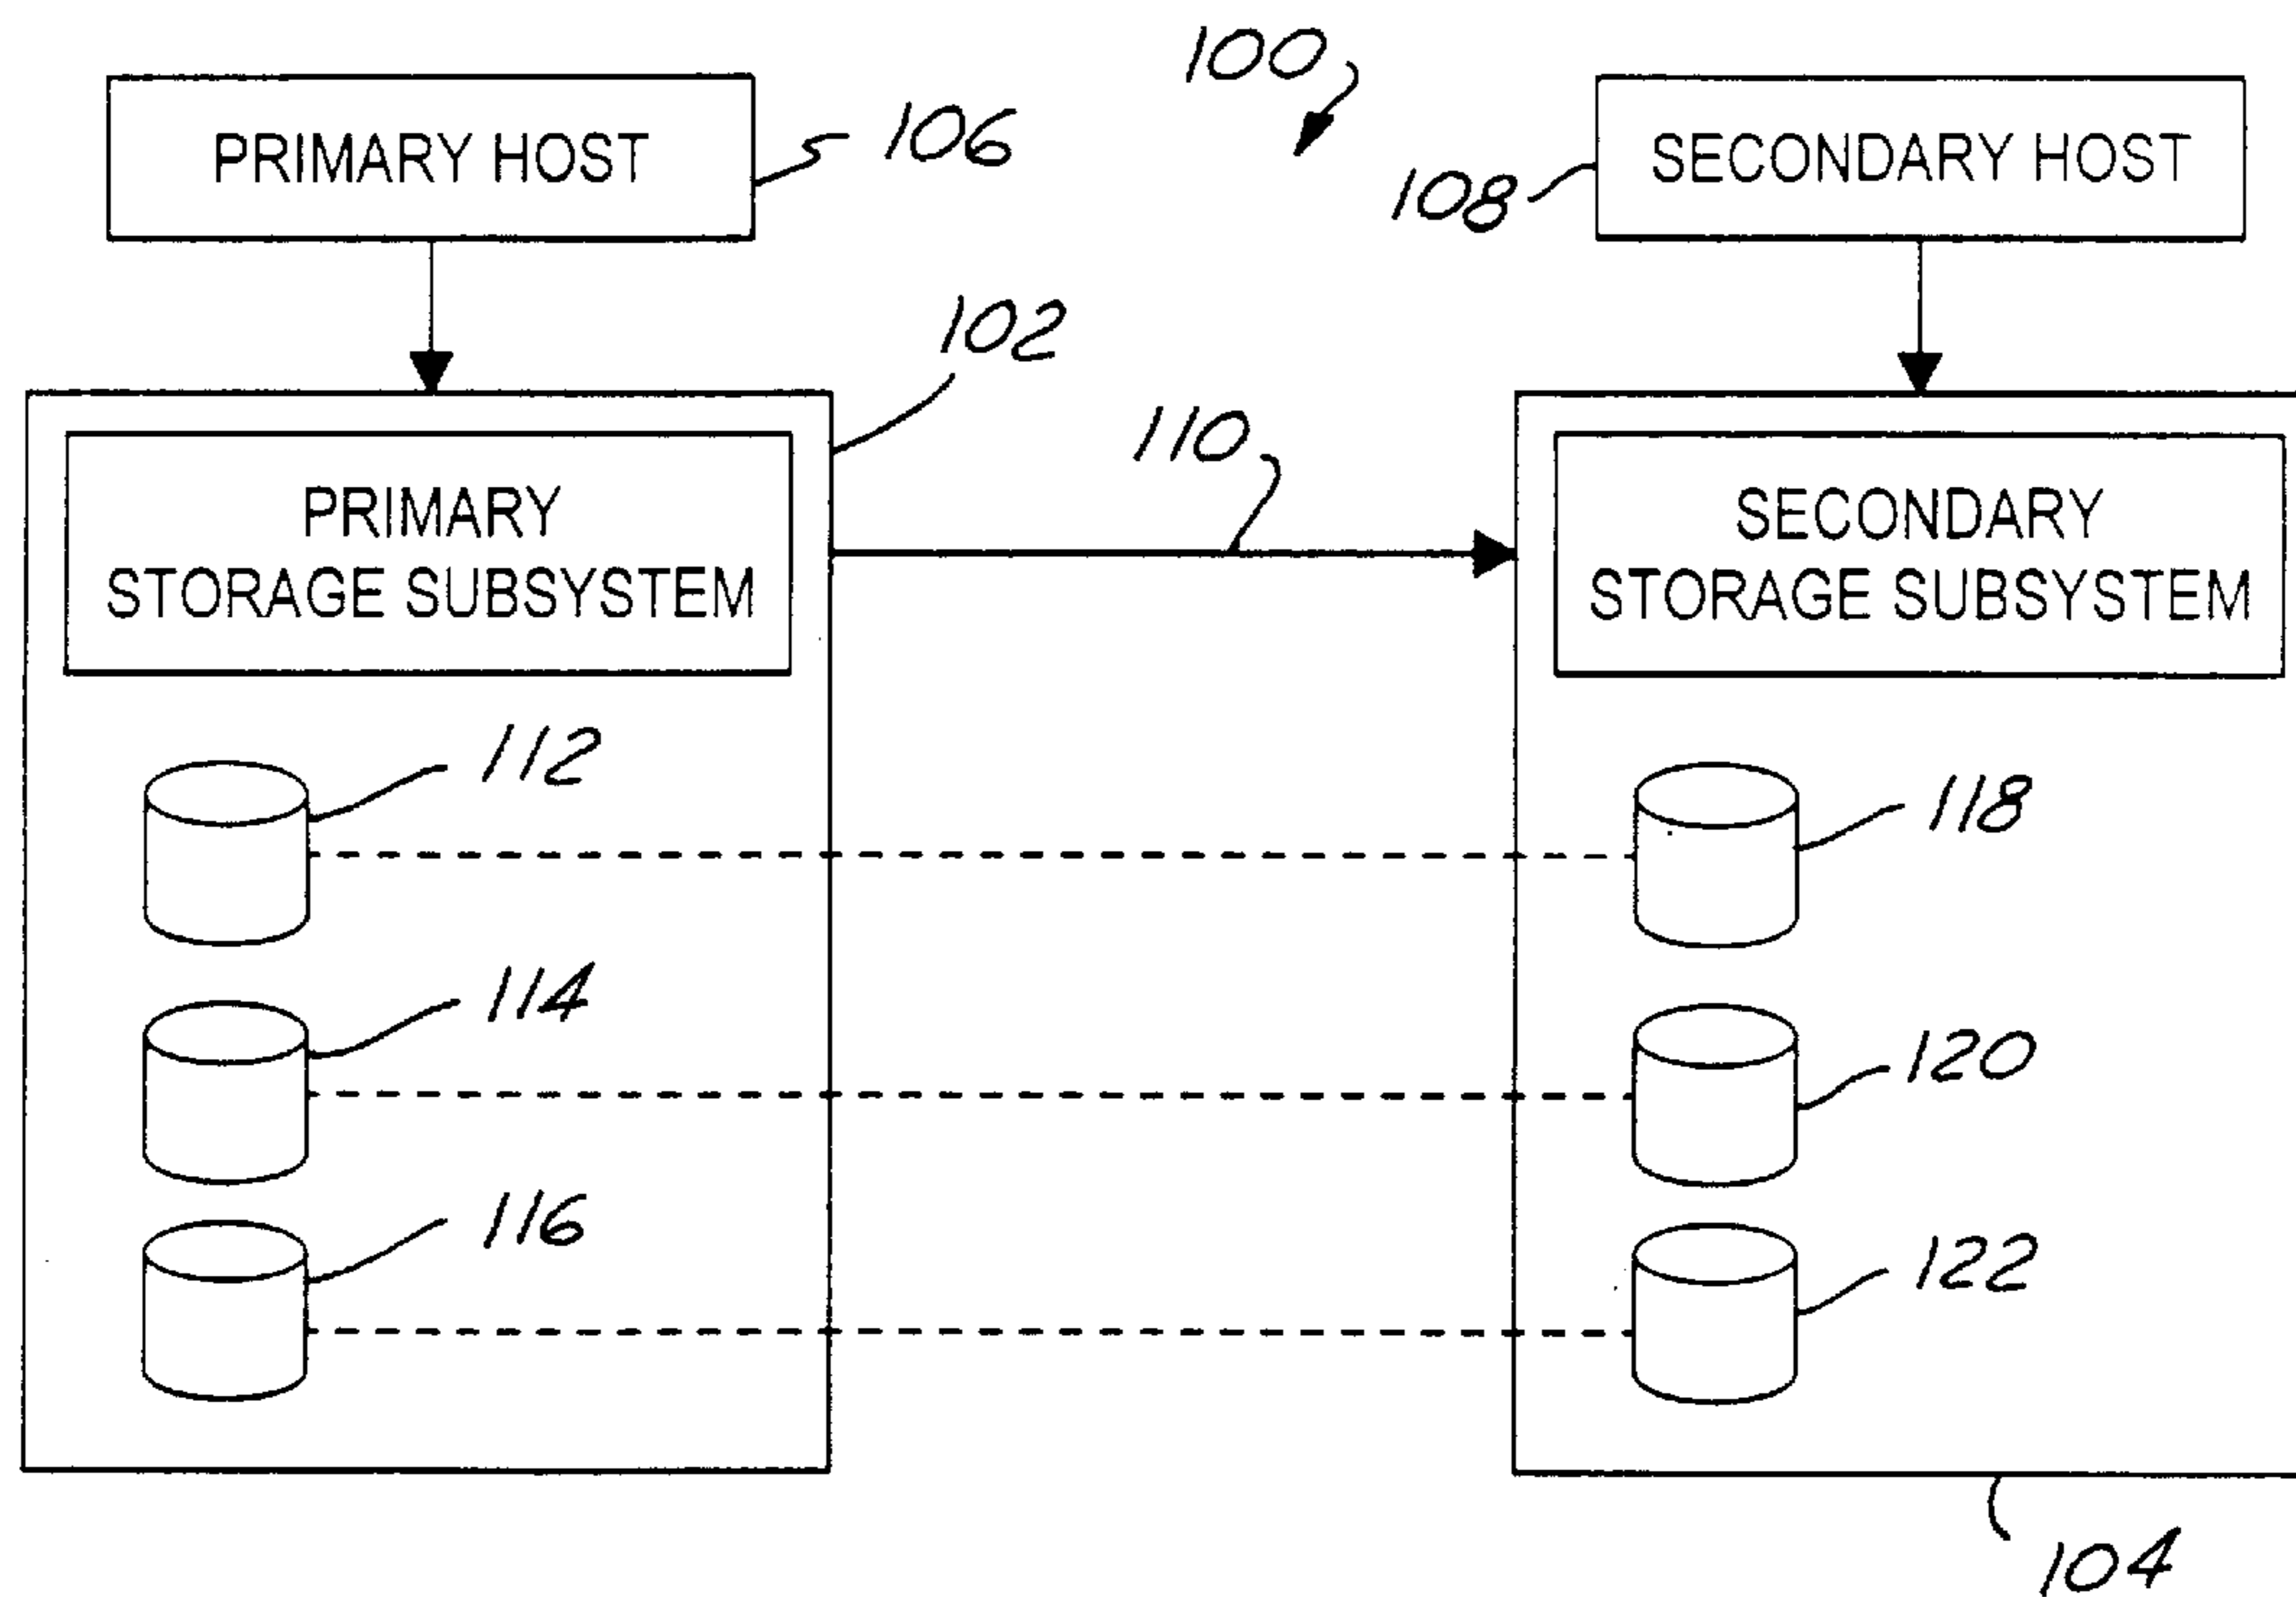 100
PRIMARY HOST
106
108
SECONDARY HOST
102
110
PRIMARY
STORAGE SUBSYSTEM
SECONDARY
STORAGE SUBSYSTEM
112
118
114
120
116
122
104